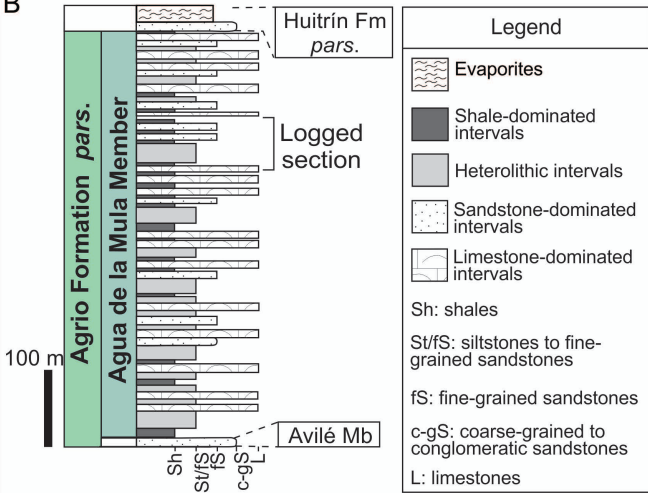 B
Huitrín Fm
pars.
Agrio Formation pars.
Agua de la Mula Member
Logged
section
100 m
Avilé Mb
Sh
St/fS
fS
c-gS
L
Legend
Evaporites
Shale-dominated
intervals
Heterolithic intervals
Sandstone-dominated
intervals
Limestone-dominated
intervals
Sh: shales
St/fS: siltstones to fine-
grained sandstones
fS: fine-grained sandstones
c-gS: coarse-grained to
conglomeratic sandstones
L: limestones